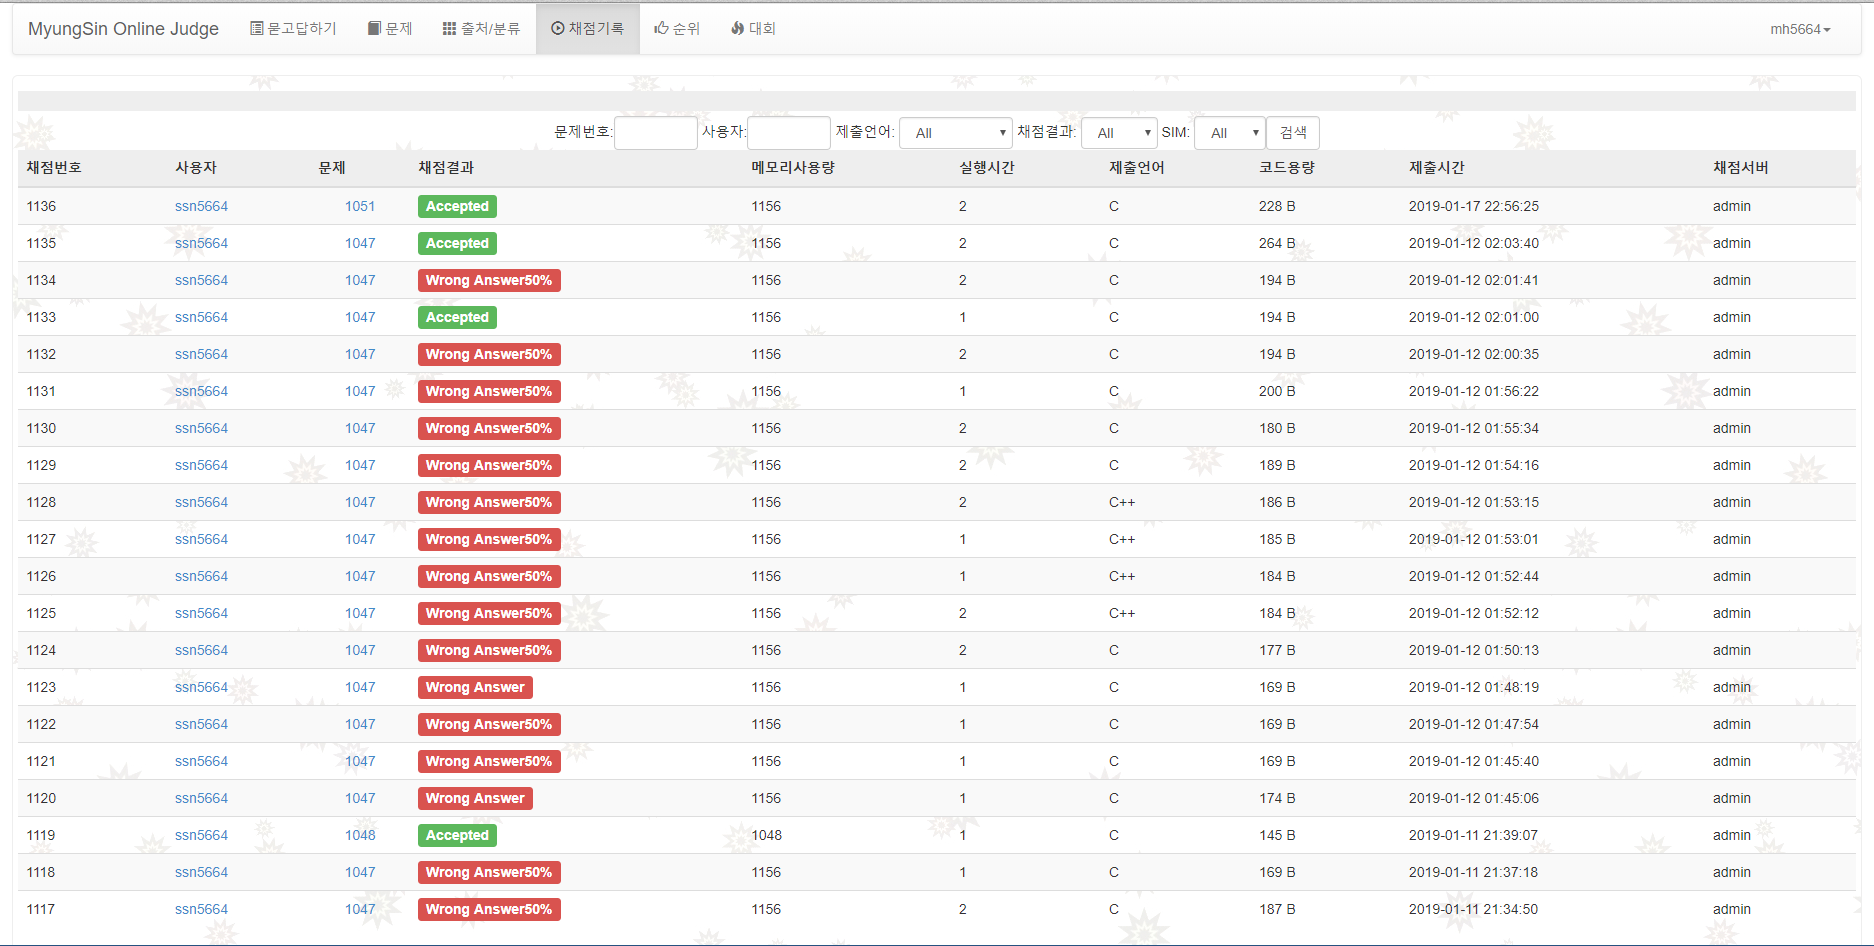 MyungSin Online Judge 묻고답하기 문제 출처/분류 채점기록 순위 대회 mh5664
문제번호: 사용자: 제출언어: All 채점결과: All SIM: All 검색
채점번호 사용자 문제 채점결과 메모리사용량 실행시간 제출언어 코드용량 제출시간 채점서버
1136 ssn5664 1051 Accepted 1156 2 C 228 B 2019-01-17 22:56:25 admin
1135 ssn5664 1047 Accepted 1156 2 C 264 B 2019-01-12 02:03:40 admin
1134 ssn5664 1047 Wrong Answer50% 1156 2 C 194 B 2019-01-12 02:01:41 admin
1133 ssn5664 1047 Accepted 1156 1 C 194 B 2019-01-12 02:01:00 admin
1132 ssn5664 1047 Wrong Answer50% 1156 2 C 194 B 2019-01-12 02:00:35 admin
1131 ssn5664 1047 Wrong Answer50% 1156 1 C 200 B 2019-01-12 01:56:22 admin
1130 ssn5664 1047 Wrong Answer50% 1156 2 C 180 B 2019-01-12 01:55:34 admin
1129 ssn5664 1047 Wrong Answer50% 1156 2 C 189 B 2019-01-12 01:54:16 admin
1128 ssn5664 1047 Wrong Answer50% 1156 2 C++ 186 B 2019-01-12 01:53:15 admin
1127 ssn5664 1047 Wrong Answer50% 1156 1 C++ 185 B 2019-01-12 01:53:01 admin
1126 ssn5664 1047 Wrong Answer50% 1156 1 C++ 184 B 2019-01-12 01:52:44 admin
1125 ssn5664 1047 Wrong Answer50% 1156 2 C++ 184 B 2019-01-12 01:52:12 admin
1124 ssn5664 1047 Wrong Answer50% 1156 2 C 177 B 2019-01-12 01:50:13 admin
1123 ssn5664 1047 Wrong Answer 1156 1 C 169 B 2019-01-12 01:48:19 admin
1122 ssn5664 1047 Wrong Answer50% 1156 1 C 169 B 2019-01-12 01:47:54 admin
1121 ssn5664 1047 Wrong Answer50% 1156 1 C 169 B 2019-01-12 01:45:40 admin
1120 ssn5664 1047 Wrong Answer 1156 1 C 174 B 2019-01-12 01:45:06 admin
1119 ssn5664 1048 Accepted 1048 1 C 145 B 2019-01-11 21:39:07 admin
1118 ssn5664 1047 Wrong Answer50% 1156 1 C 169 B 2019-01-11 21:37:18 admin
1117 ssn5664 1047 Wrong Answer50% 1156 2 C 187 B 2019-01-11 21:34:50 admin